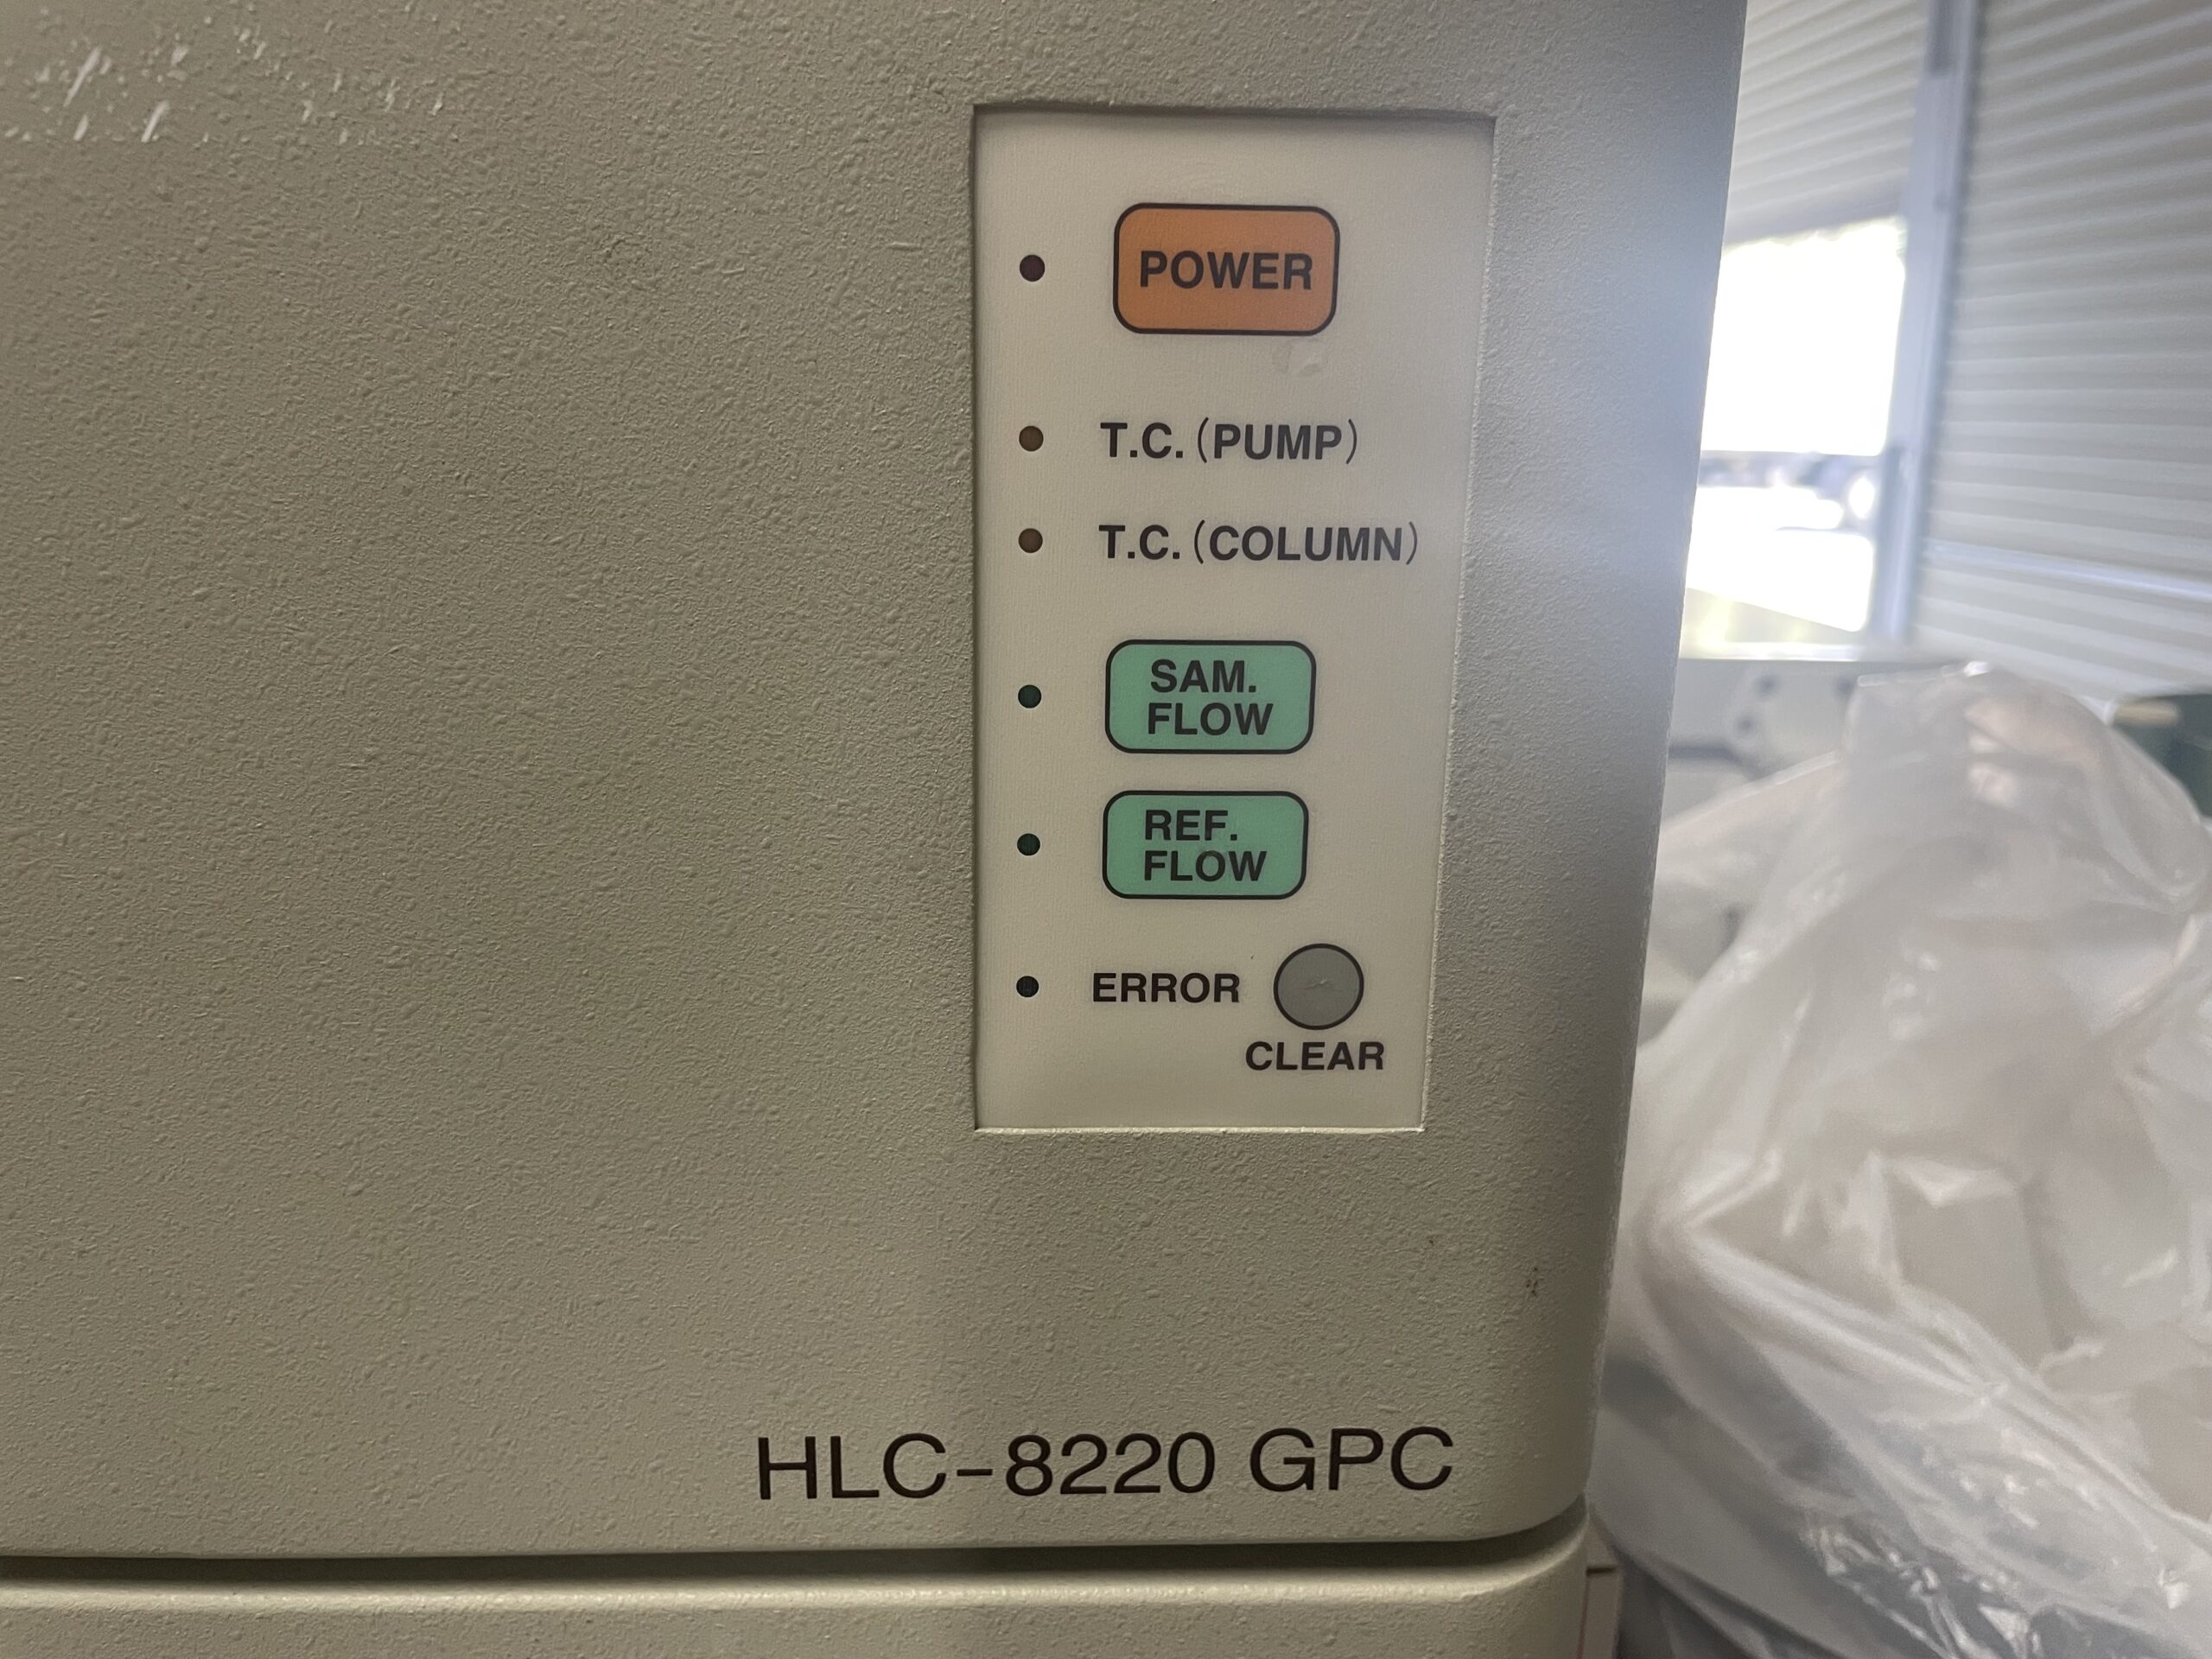 POWER
T.C. (PUMP)
T.C. (COLUMN)
SAM.
FLOW
REF.
FLOW
ERROR
CLEAR
HLC-8220 GPC